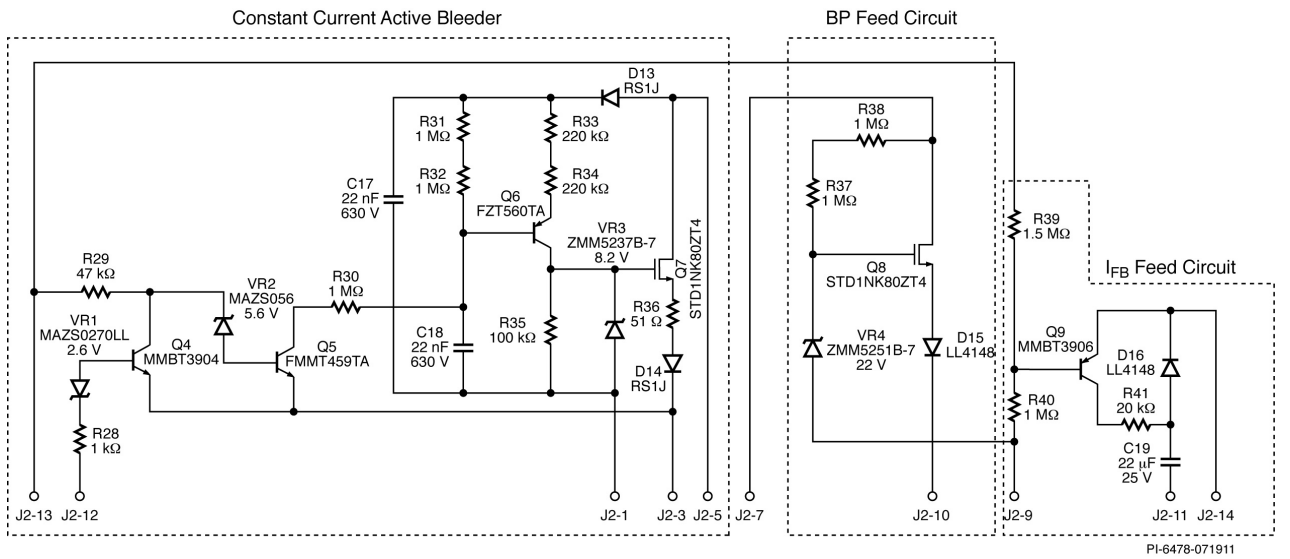 Constant Current Active Bleeder
BP Feed Circuit
D13
RS1J
R31
1 MΩ
R33
220 kΩ
R38
1 MΩ
R32
1 MΩ
R34
220 kΩ
C17
22 nF
630 V
Q6
FZT560TA
R37
1 MΩ
VR3
ZMM5237B-7
8.2 V
Q7
STD1NK80ZT4
R39
1.5 MΩ
R29
47 kΩ
VR2
MAZS056
5.6 V
R30
1 MΩ
Q8
STD1NK80ZT4
IFB Feed Circuit
R36
51 Ω
VR1
MAZS0270LL
2.6 V
Q4
MMBT3904
Q5
FMMT459TA
C18
22 nF
630 V
R35
100 kΩ
D14
RS1J
VR4
ZMM5251B-7
22 V
D15
LL4148
Q9
MMBT3906
D16
LL4148
R40
1 MΩ
R41
20 kΩ
R28
1 kΩ
C19
22 µF
25 V
J2-13 J2-12 J2-1 J2-3 J2-5 J2-7 J2-10 J2-9 J2-11 J2-14
PI-6478-071911